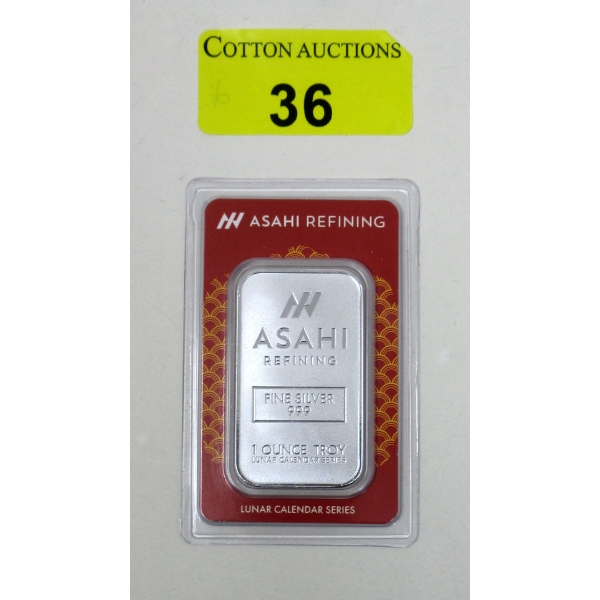 COTTON AUCTIONS
36
ASAHI REFINING
ASAHI
REFINING
FINE SILVER
999
1 OUNCE TROY
LUNAR CALENDAR SERIES
LUNAR CALENDAR SERIES